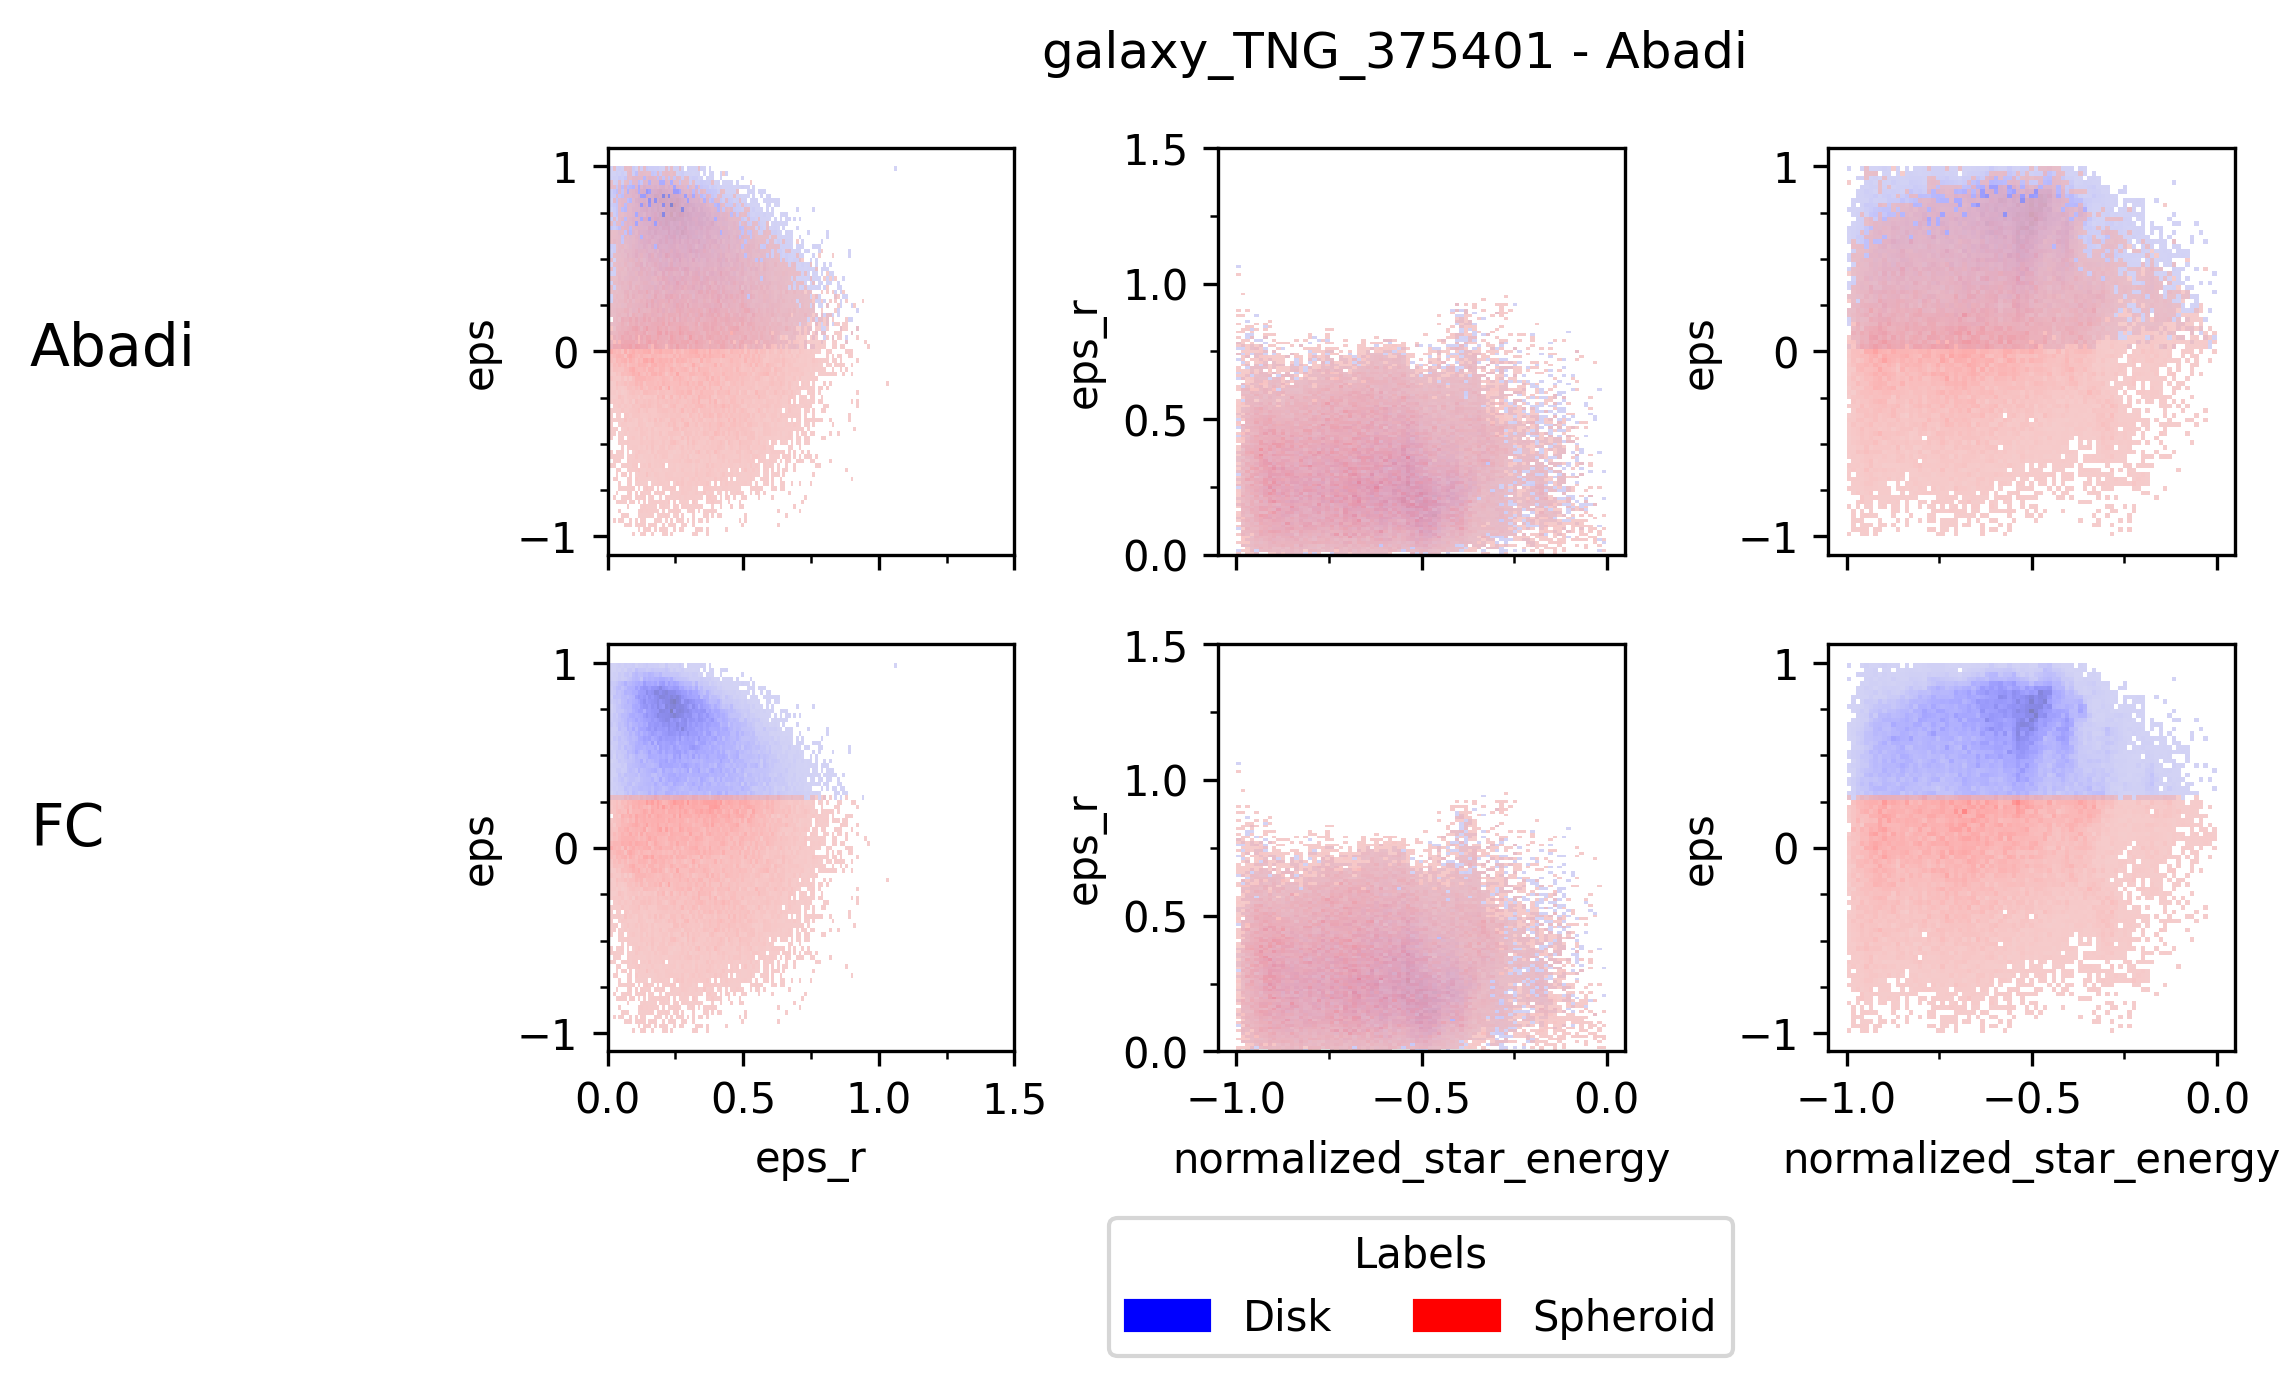 galaxy_TNG_375401 - Abadi
Abadi
eps
1
0
−1
eps_r
1.5
1.0
0.5
0.0
eps
1
0
−1
FC
eps
1
0
−1
0.0 0.5 1.0 1.5
eps_r
eps_r
1.5
1.0
0.5
0.0
−1.0 −0.5 0.0
normalized_star_energy
eps
1
0
−1
−1.0 −0.5 0.0
normalized_star_energy
Labels
Disk Spheroid